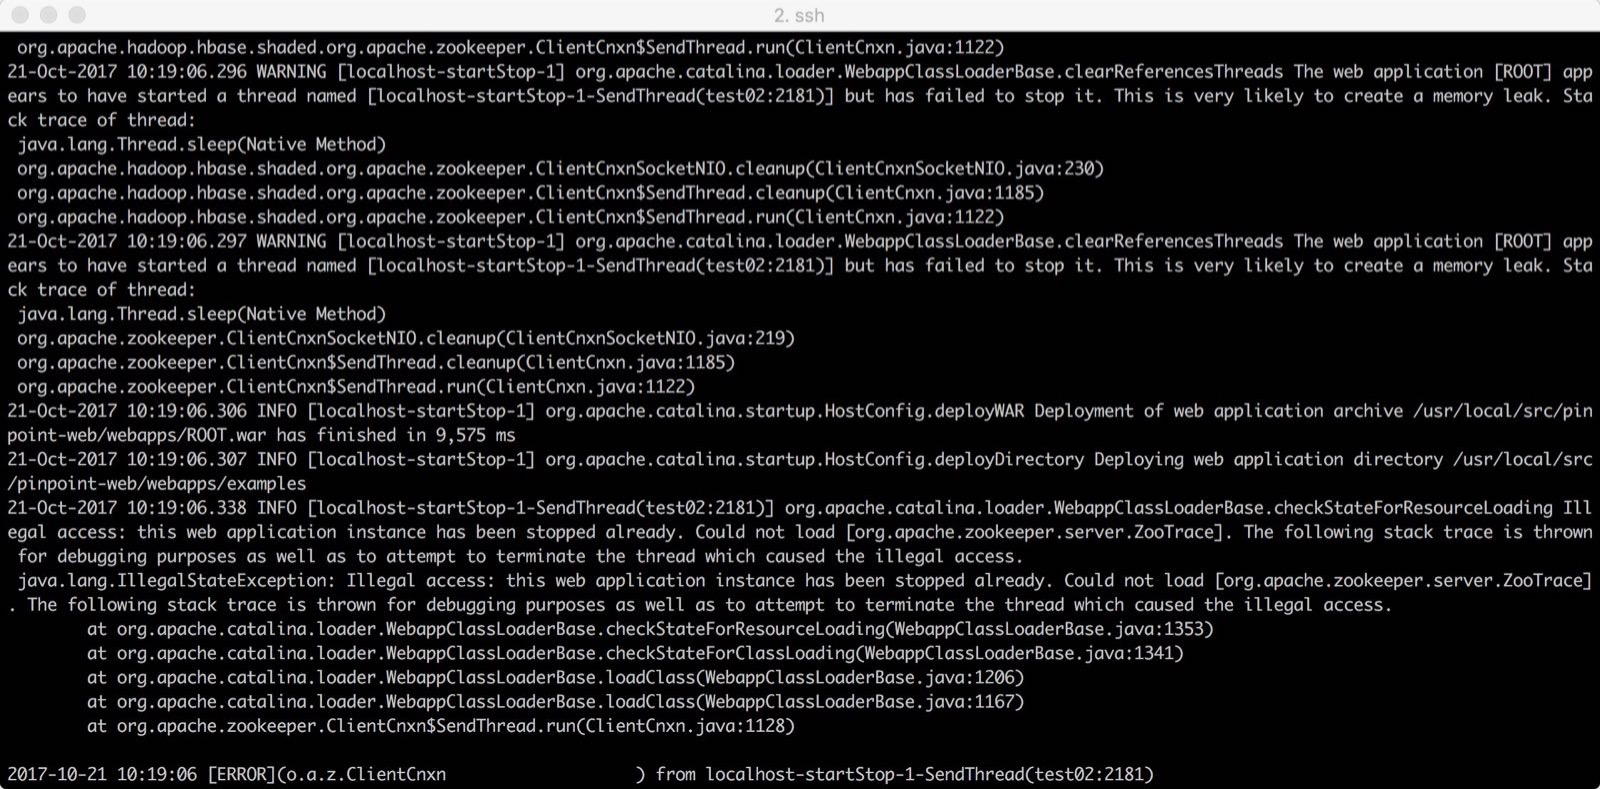 2. ssh
org.apache.hadoop.hbase.shaded.org.apache.zookeeper.ClientCnxn$SendThread.run(ClientCnxn.java:1122)
21-Oct-2017 10:19:06.296 WARNING [localhost-startStop-1] org.apache.catalina.loader.WebappClassLoaderBase.clearReferencesThreads The web application [ROOT] app
ears to have started a thread named [localhost-startStop-1-SendThread(test02:2181)] but has failed to stop it. This is very likely to create a memory leak. Sta
ck trace of thread:
java.lang.Thread.sleep(Native Method)
org.apache.hadoop.hbase.shaded.org.apache.zookeeper.ClientCnxnSocketNIO.cleanup(ClientCnxnSocketNIO.java:230)
org.apache.hadoop.hbase.shaded.org.apache.zookeeper.ClientCnxn$SendThread.cleanup(ClientCnxn.java:1185)
org.apache.hadoop.hbase.shaded.org.apache.zookeeper.ClientCnxn$SendThread.run(ClientCnxn.java:1122)
21-Oct-2017 10:19:06.297 WARNING [localhost-startStop-1] org.apache.catalina.loader.WebappClassLoaderBase.clearReferencesThreads The web application [ROOT] app
ears to have started a thread named [localhost-startStop-1-SendThread(test02:2181)] but has failed to stop it. This is very likely to create a memory leak. Sta
ck trace of thread:
java.lang.Thread.sleep(Native Method)
org.apache.zookeeper.ClientCnxnSocketNIO.cleanup(ClientCnxnSocketNIO.java:219)
org.apache.zookeeper.ClientCnxn$SendThread.cleanup(ClientCnxn.java:1185)
org.apache.zookeeper.ClientCnxn$SendThread.run(ClientCnxn.java:1122)
21-Oct-2017 10:19:06.306 INFO [localhost-startStop-1] org.apache.catalina.startup.HostConfig.deployWAR Deployment of web application archive /usr/local/src/pin
point-web/webapps/ROOT.war has finished in 9,575 ms
21-Oct-2017 10:19:06.307 INFO [localhost-startStop-1] org.apache.catalina.startup.HostConfig.deployDirectory Deploying web application directory /usr/local/src
/pinpoint-web/webapps/examples
21-Oct-2017 10:19:06.338 INFO [localhost-startStop-1-SendThread(test02:2181)] org.apache.catalina.loader.WebappClassLoaderBase.checkStateForResourceLoading Ill
egal access: this web application instance has been stopped already. Could not load [org.apache.zookeeper.server.ZooTrace]. The following stack trace is thrown
for debugging purposes as well as to attempt to terminate the thread which caused the illegal access.
java.lang.IllegalStateException: Illegal access: this web application instance has been stopped already. Could not load [org.apache.zookeeper.server.ZooTrace]
. The following stack trace is thrown for debugging purposes as well as to attempt to terminate the thread which caused the illegal access.
at org.apache.catalina.loader.WebappClassLoaderBase.checkStateForResourceLoading(WebappClassLoaderBase.java:1353)
at org.apache.catalina.loader.WebappClassLoaderBase.checkStateForClassLoading(WebappClassLoaderBase.java:1341)
at org.apache.catalina.loader.WebappClassLoaderBase.loadClass(WebappClassLoaderBase.java:1206)
at org.apache.catalina.loader.WebappClassLoaderBase.loadClass(WebappClassLoaderBase.java:1167)
at org.apache.zookeeper.ClientCnxn$SendThread.run(ClientCnxn.java:1128)
2017-10-21 10:19:06 [ERROR](o.a.z.ClientCnxn                   ) from localhost-startStop-1-SendThread(test02:2181)